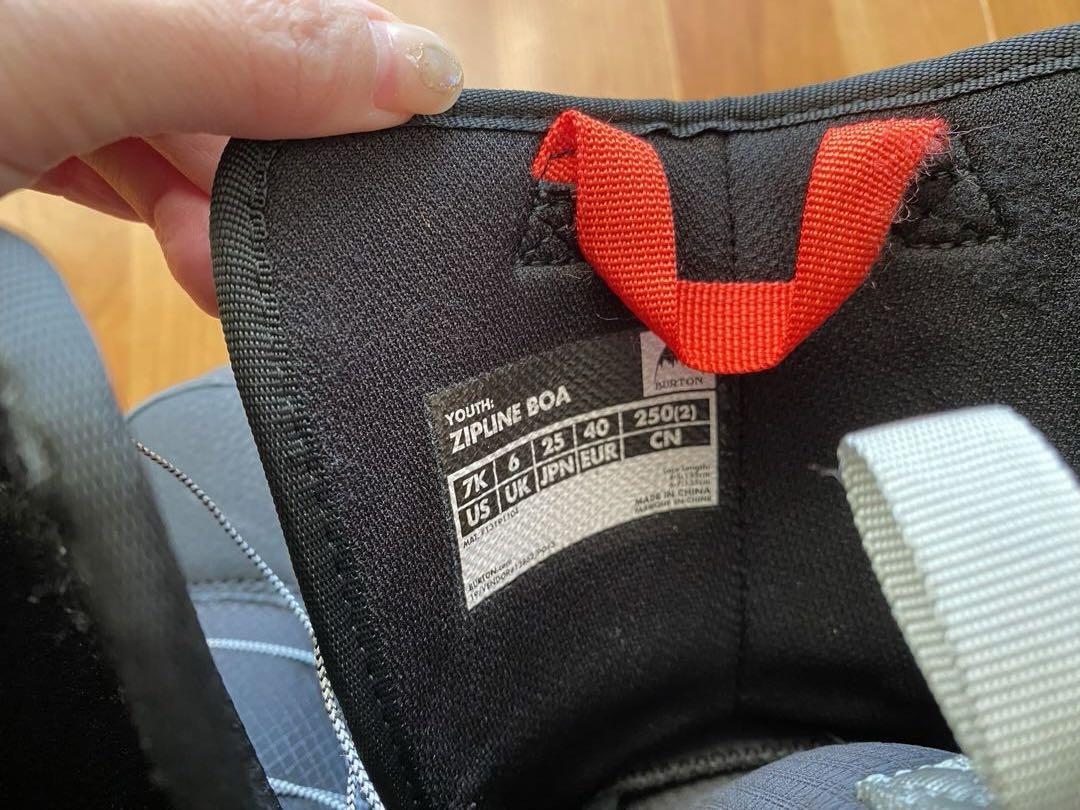 BURTON
YOUTH:
ZIPLINE BOA
7K 6 25 40 250(2)
US UK JPN EUR CN
MADE IN CHINA